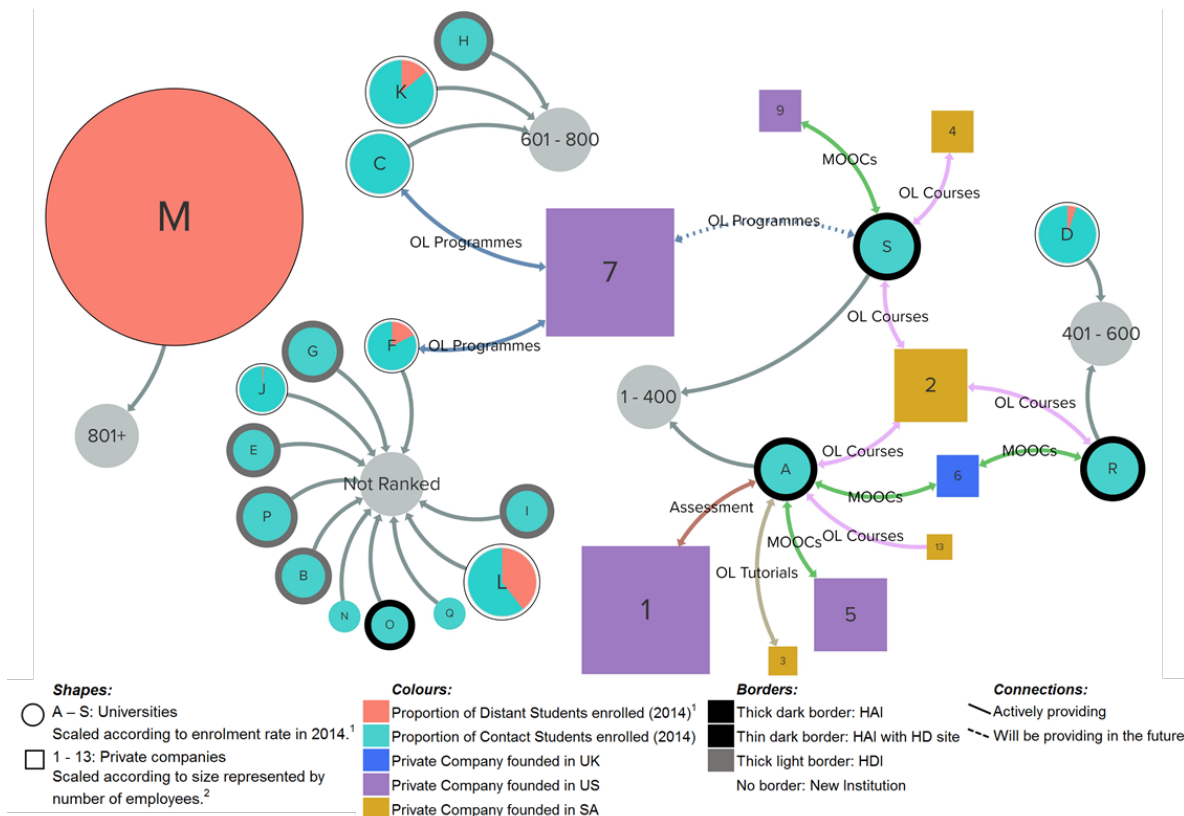 H
K
601 - 800
C
9
4
MOOCs
OL Courses
M
OL Programmes
OL Programmes
S
D
7
OL Courses
401 - 600
G
F
OL Programmes
J
1 - 400
2
OL Courses
801+
E
OL Courses
MOOCs
Not Ranked
A
6
R
MOOCs
Assessment
P
I
MOOCs
OL Courses
13
B
L
OL Tutorials
N
O
Q
1
5
3
Shapes:
A – S: Universities
Scaled according to enrolment rate in 2014.¹
1 - 13: Private companies
Scaled according to size represented by
number of employees.²
Colours:
Proportion of Distant Students enrolled (2014)¹
Proportion of Contact Students enrolled (2014)
Private Company founded in UK
Private Company founded in US
Private Company founded in SA
Borders:
Thick dark border: HAI
Thin dark border: HAI with HD site
Thick light border: HDI
No border: New Institution
Connections:
Actively providing
Will be providing in the future